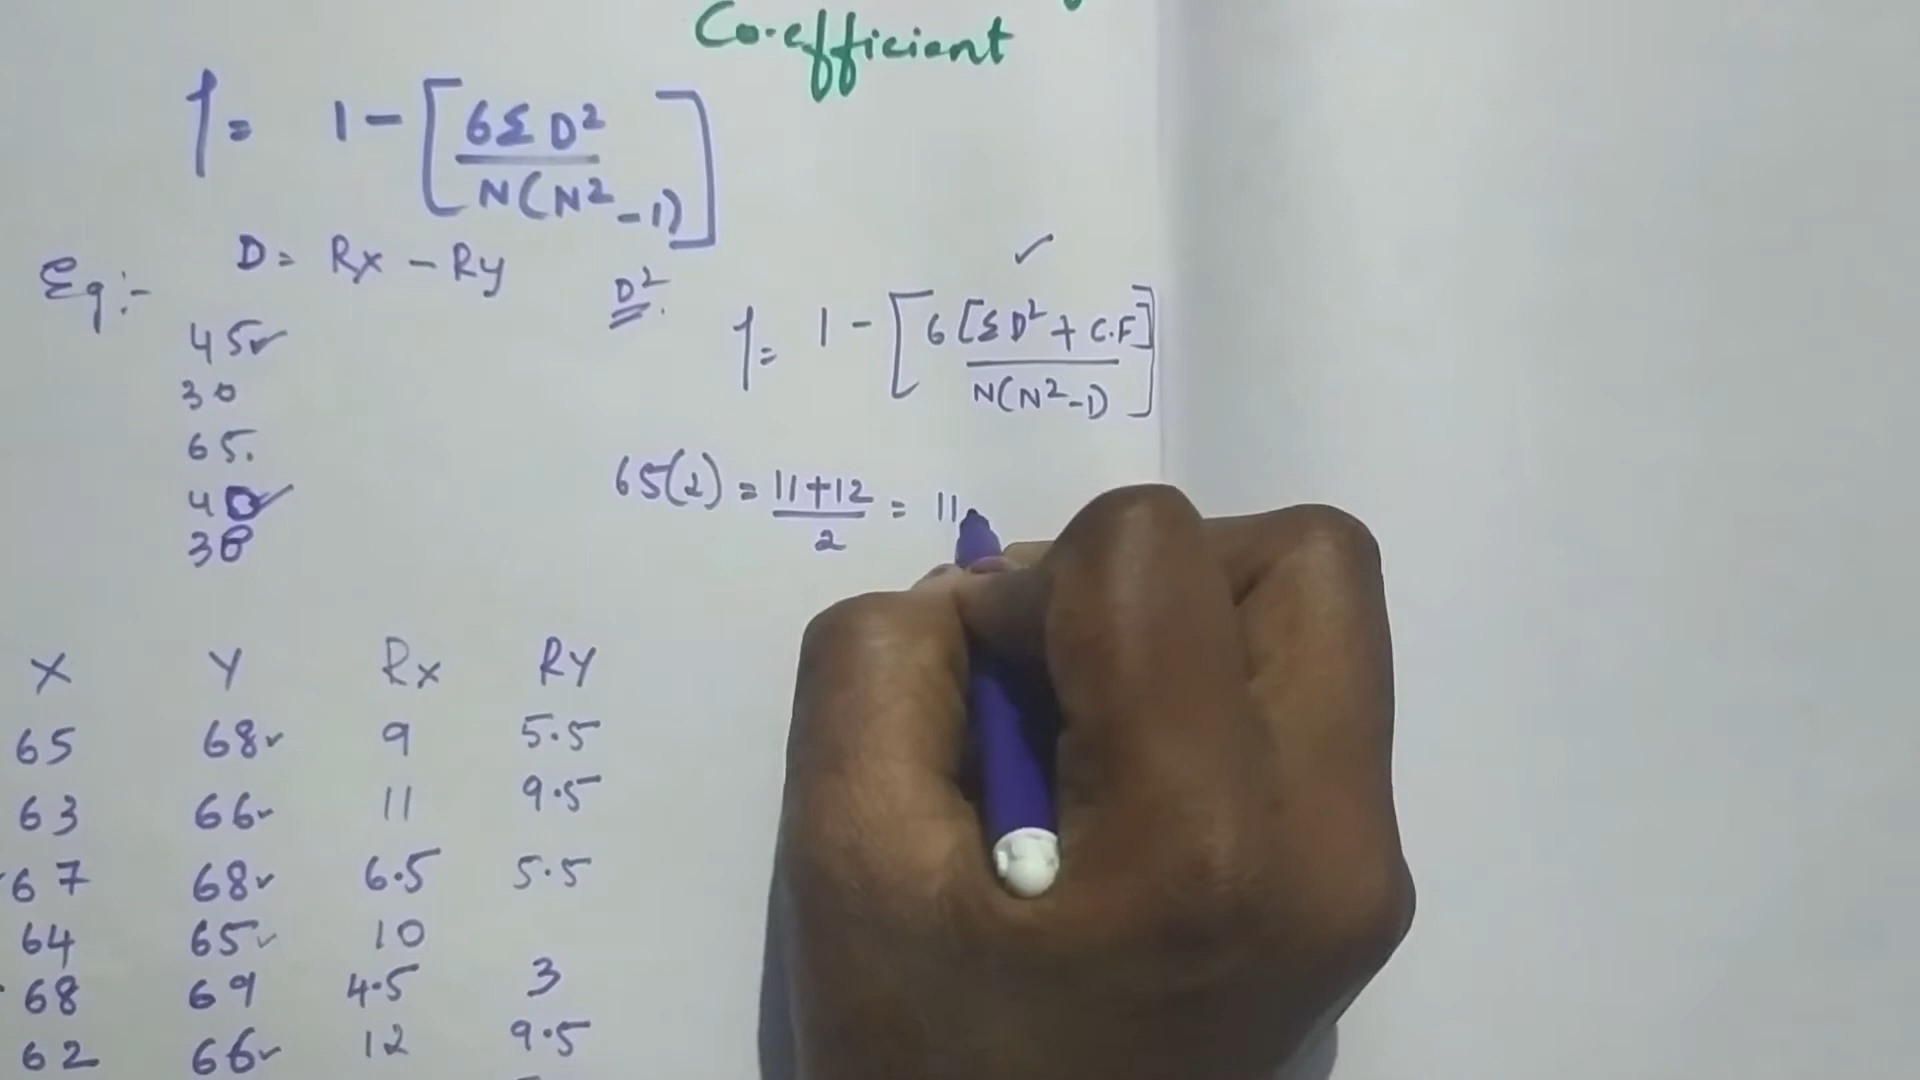 Co-efficient
ρ = 1 - [6ΣD²/N(N²-1)]
D = Rx - Ry
Eg:-
D²
ρ = 1 - [6[ΣD² + C.F]/N(N²-1)]
45
30
65.
40
65(2) = 11+12/2 = 11.
X Y Rx RY
65 68 9 5.5
63 66 11 9.5
67 68 6.5 5.5
64 65 10
68 69 4.5 3
62 66 12 9.5